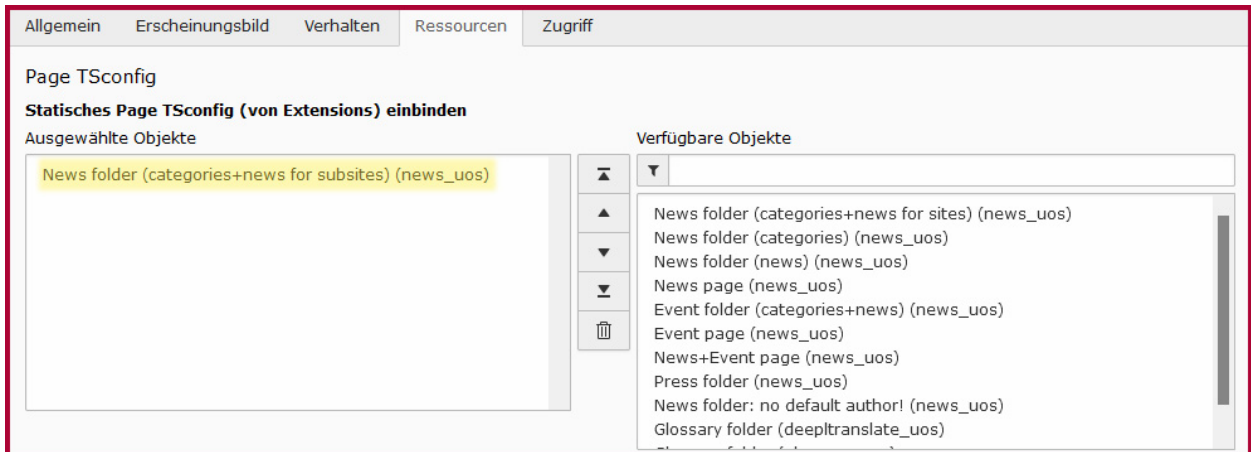 Allgemein Erscheinungsbild Verhalten Ressourcen Zugriff
Page TSconfig
Statisches Page TSconfig (von Extensions) einbinden
Ausgewählte Objekte
News folder (categories+news for subsites) (news_uos)
Verfügbare Objekte
News folder (categories+news for sites) (news_uos)
News folder (categories) (news_uos)
News folder (news) (news_uos)
News page (news_uos)
Event folder (categories+news) (news_uos)
Event page (news_uos)
News+Event page (news_uos)
Press folder (news_uos)
News folder: no default author! (news_uos)
Glossary folder (deepltranslate_uos)